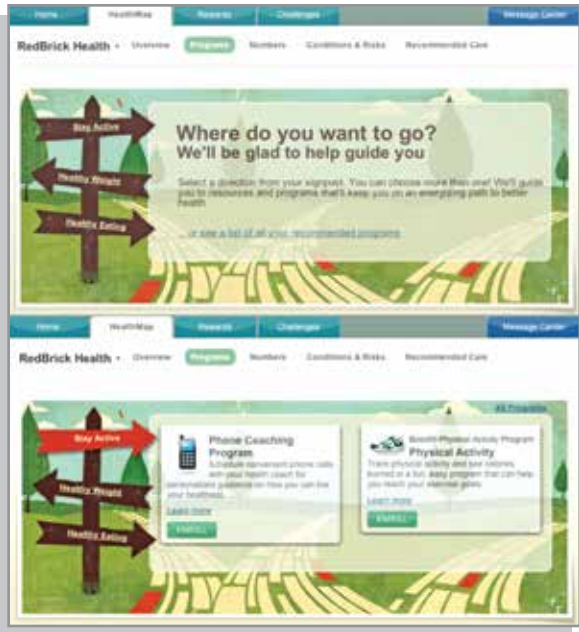 Home HealthMap Rewards Challenges Message Center
RedBrick Health Overview Programs Numbers Conditions & Risks Recommended Care
Stay Active
Healthy Weight
Healthy Eating
Where do you want to go?
We'll be glad to help guide you
Select a direction from your signpost. You can choose more than one! We'll guide
you to resources and programs that's keep you on an energizing path to better
health.
... or see a list of all your recommended programs
Home HealthMap Rewards Challenges Message Center
RedBrick Health Overview Programs Numbers Conditions & Risks Recommended Care
All Programs
Stay Active
Healthy Weight
Healthy Eating
Phone Coaching
Program
Schedule convenient phone calls
with your health coach for
personalized guidance on how you can live
your healthiest.
Learn more
ENROLL
Benefit-Physical Activity Program
Physical Activity
Track physical activity and see calories
burned in a fun, easy program that can help
you reach your exercise goals.
Learn more
ENROLL